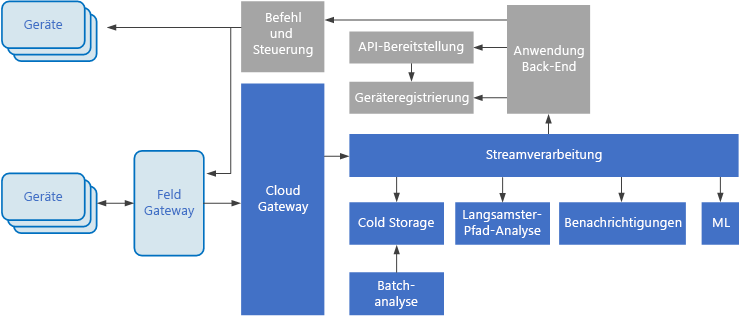 Geräte
Befehl
und
Steuerung
API-Bereitstellung
Geräteregistrierung
Anwendung
Back-End
Geräte
Feld
Gateway
Cloud
Gateway
Streamverarbeitung
Cold Storage
Langsamster-
Pfad-Analyse
Benachrichtigungen
ML
Batch-
analyse